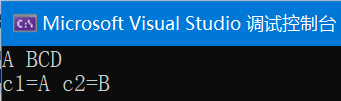 Microsoft Visual Studio 调试控制台
A BCD
c1=A c2=B